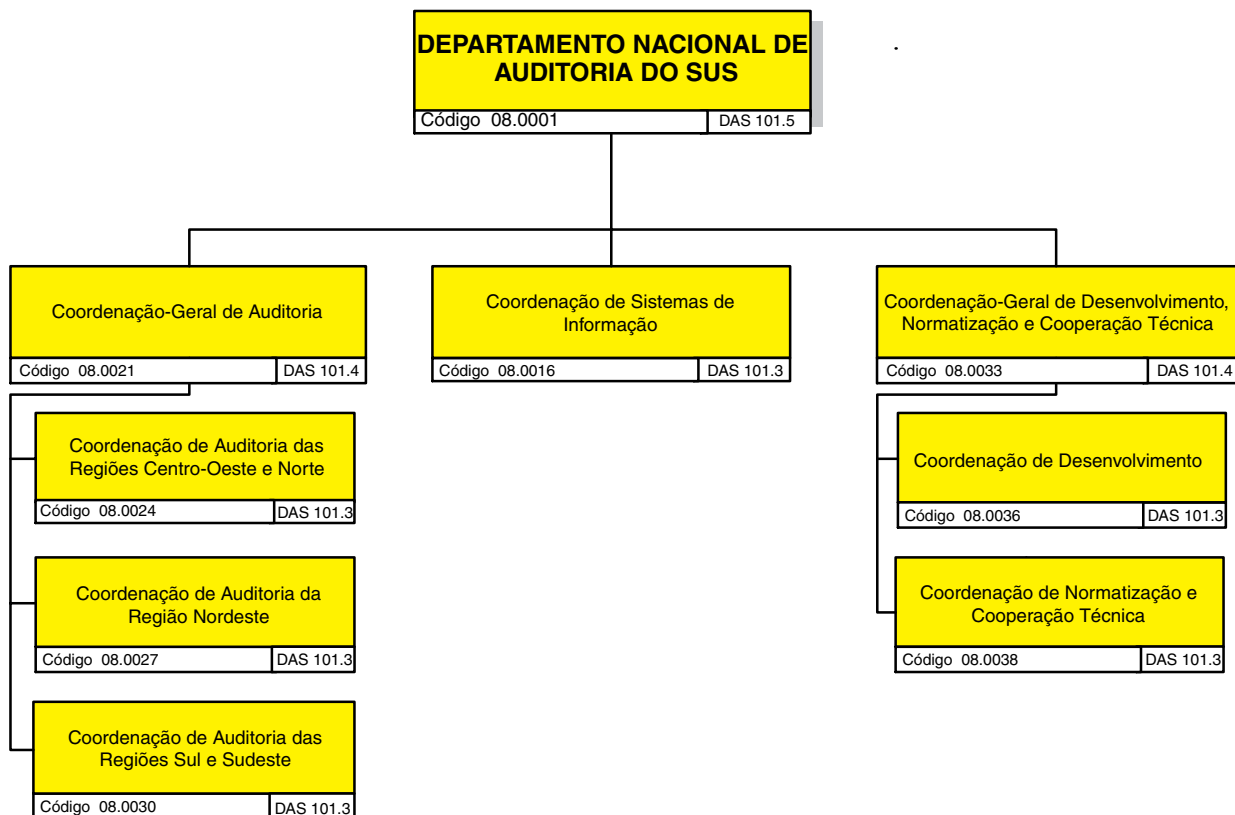 DEPARTAMENTO NACIONAL DE
AUDITORIA DO SUS
Código 08.0001 DAS 101.5
.
Coordenação-Geral de Auditoria
Código 08.0021 DAS 101.4
Coordenação de Sistemas de
Informação
Código 08.0016 DAS 101.3
Coordenação-Geral de Desenvolvimento,
Normatização e Cooperação Técnica
Código 08.0033 DAS 101.4
Coordenação de Auditoria das
Regiões Centro-Oeste e Norte
Código 08.0024 DAS 101.3
Coordenação de Auditoria da
Região Nordeste
Código 08.0027 DAS 101.3
Coordenação de Auditoria das
Regiões Sul e Sudeste
Código 08.0030 DAS 101.3
Coordenação de Desenvolvimento
Código 08.0036 DAS 101.3
Coordenação de Normatização e
Cooperação Técnica
Código 08.0038 DAS 101.3